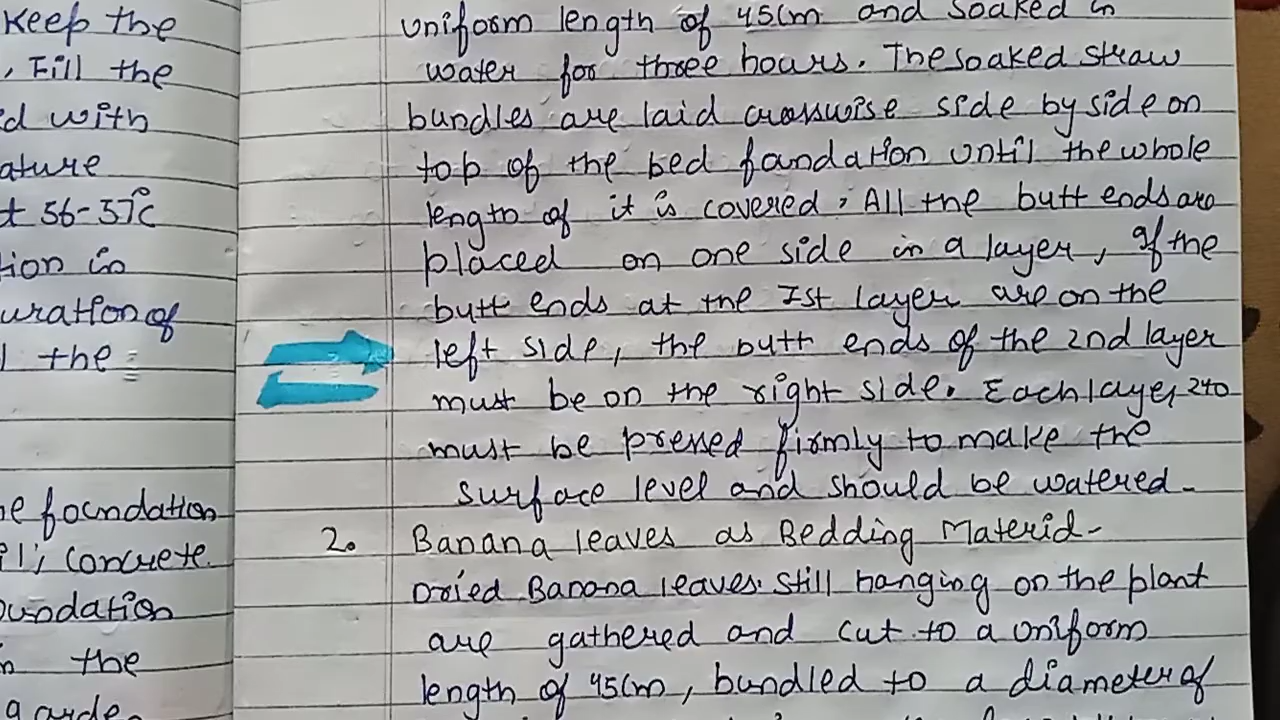 Keep the
, Fill the
d with
ature
t 56-57°c
tion in
uration of
l the
e foundation
il; concrete.
oundation
n the
garde
uniform length of 45cm and soaked in
water for three hours. The soaked straw
bundles are laid crosswise side by side on
top of the bed foundation until the whole
length of it is covered; All the butt ends are
placed on one side in a layer, if the
butt ends at the Ist layer are on the
left side, the butt ends of the 2nd layer
must be on the right side. Each layer 240
must be pressed firmly to make the
surface level and should be watered-
2. Banana leaves as Bedding Materid-
Dried Banana leaves. Still hanging on the plant
are gathered and cut to a uniform
length of 45cm, bundled to a diameter of